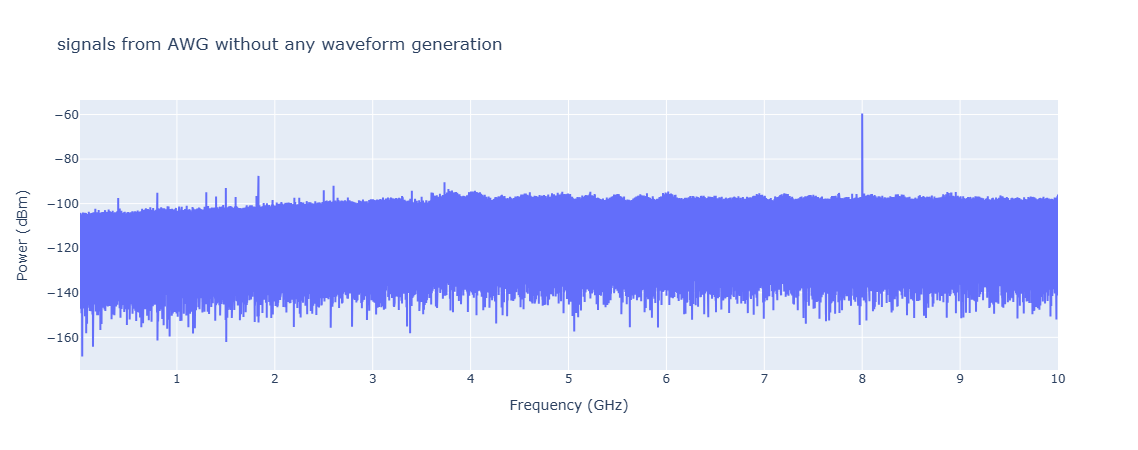 signals from AWG without any waveform generation
−60
−80
−100
−120
−140
−160
Power (dBm)
1 2 3 4 5 6 7 8 9 10
Frequency (GHz)